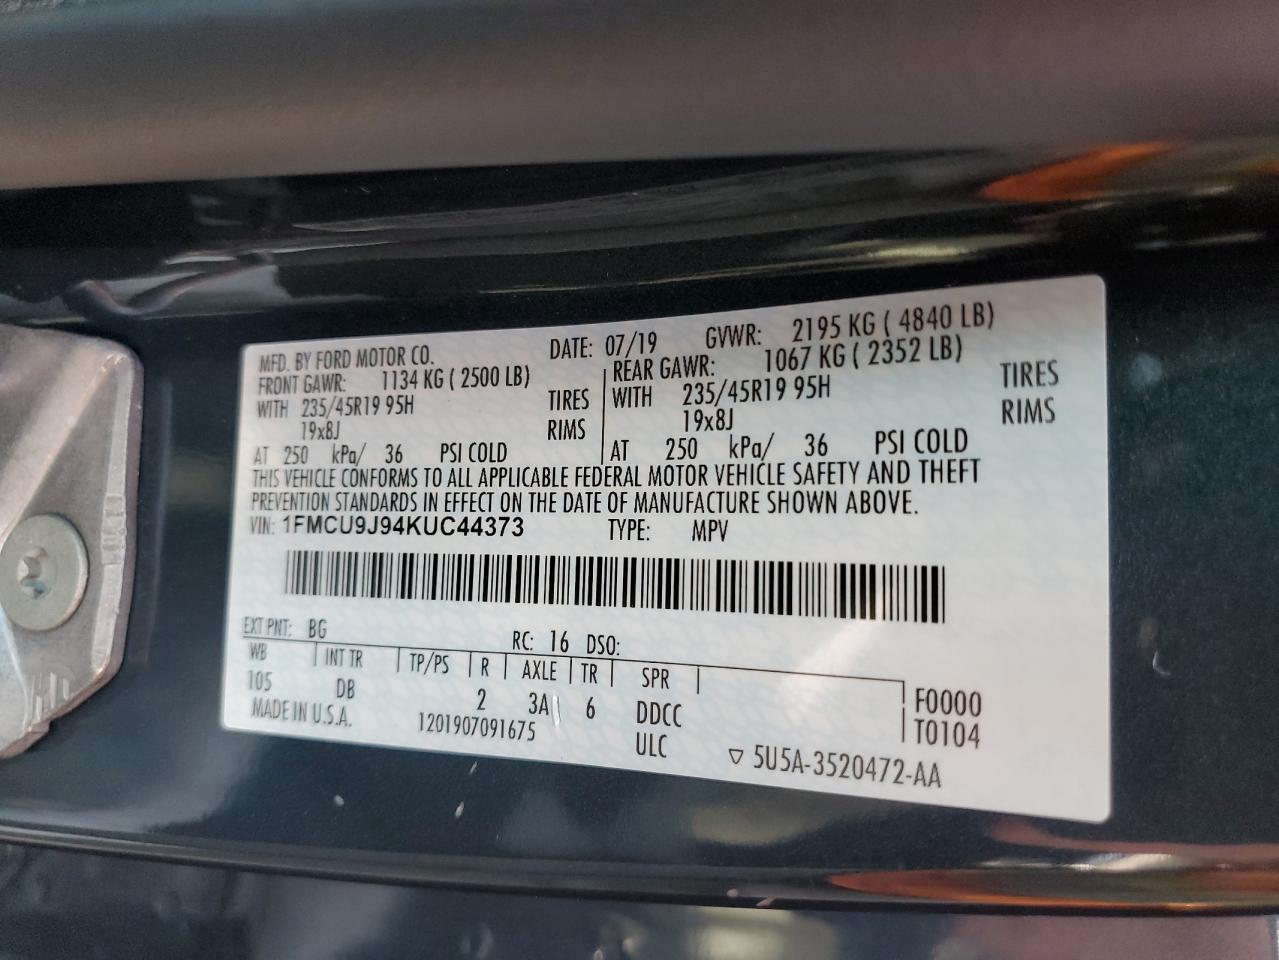 MFD. BY FORD MOTOR CO. DATE: 07/19 GVWR: 2195 KG ( 4840 LB)
FRONT GAWR: 1134 KG ( 2500 LB) REAR GAWR: 1067 KG ( 2352 LB)
WITH 235/45R19 95H TIRES WITH 235/45R19 95H TIRES
19x8J RIMS 19x8J RIMS
AT 250 kPa/ 36 PSI COLD AT 250 kPa/ 36 PSI COLD
THIS VEHICLE CONFORMS TO ALL APPLICABLE FEDERAL MOTOR VEHICLE SAFETY AND THEFT
PREVENTION STANDARDS IN EFFECT ON THE DATE OF MANUFACTURE SHOWN ABOVE.
VIN: 1FMCU9J94KUC44373 TYPE: MPV
EXT PNT: BG RC: 16 DSO:
WB INT TR TP/PS R AXLE TR SPR
105 DB 2 3A 6 DDCC F0000
MADE IN U.S.A. 1201907091675 ULC T0104
5U5A-3520472-AA